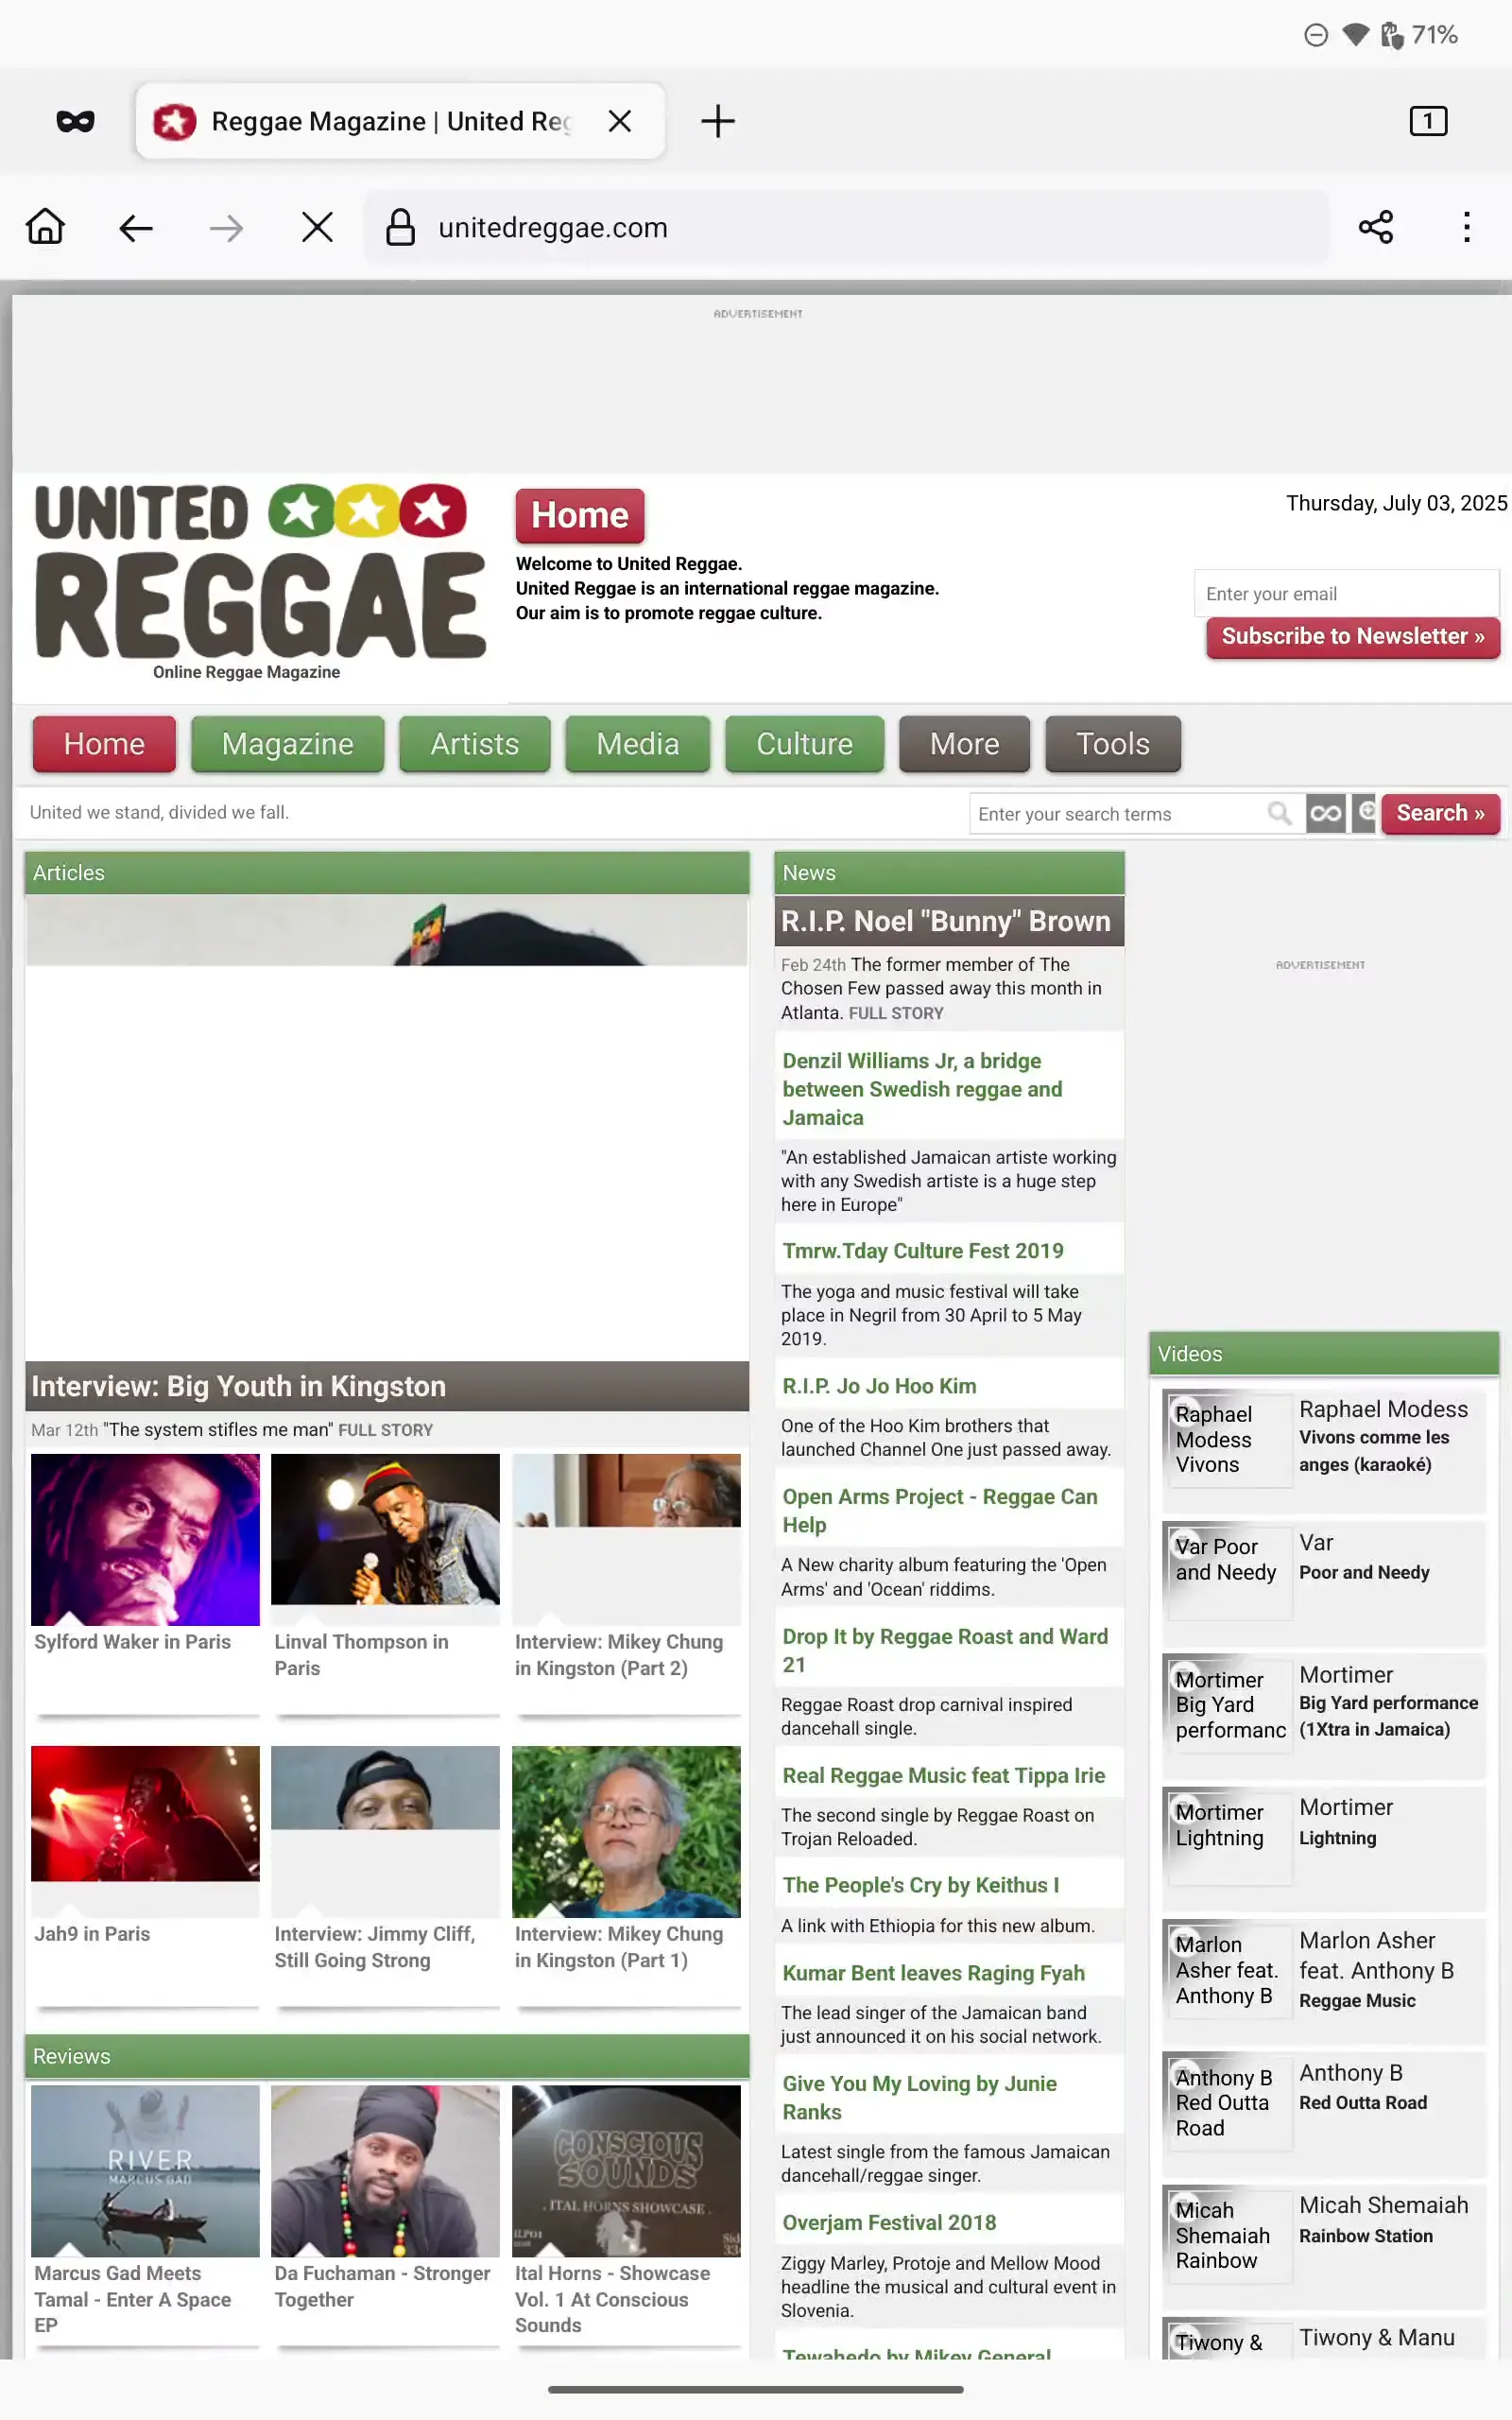 71%
Reggae Magazine | United Reg
1
unitedreggae.com
ADVERTISEMENT
UNITED
REGGAE
Online Reggae Magazine
Home
Welcome to United Reggae.
United Reggae is an international reggae magazine.
Our aim is to promote reggae culture.
Thursday, July 03, 2025
Enter your email
Subscribe to Newsletter »
Home
Magazine
Artists
Media
Culture
More
Tools
United we stand, divided we fall.
Enter your search terms
Search »
Articles
Interview: Big Youth in Kingston
Mar 12th "The system stifles me man" FULL STORY
Sylford Waker in Paris
Linval Thompson in
Paris
Interview: Mikey Chung
in Kingston (Part 2)
Jah9 in Paris
Interview: Jimmy Cliff,
Still Going Strong
Interview: Mikey Chung
in Kingston (Part 1)
Reviews
RIVER
MARCUS GAD
CONSCIOUS
SOUNDS
ITAL HORNS SHOWCASE
Marcus Gad Meets
Tamal - Enter A Space
EP
Da Fuchaman - Stronger
Together
Ital Horns - Showcase
Vol. 1 At Conscious
Sounds
News
R.I.P. Noel "Bunny" Brown
Feb 24th The former member of The
Chosen Few passed away this month in
Atlanta. FULL STORY
Denzil Williams Jr, a bridge
between Swedish reggae and
Jamaica
"An established Jamaican artiste working
with any Swedish artiste is a huge step
here in Europe"
Tmrw.Tday Culture Fest 2019
The yoga and music festival will take
place in Negril from 30 April to 5 May
2019.
R.I.P. Jo Jo Hoo Kim
One of the Hoo Kim brothers that
launched Channel One just passed away.
Open Arms Project - Reggae Can
Help
A New charity album featuring the 'Open
Arms' and 'Ocean' riddims.
Drop It by Reggae Roast and Ward
21
Reggae Roast drop carnival inspired
dancehall single.
Real Reggae Music feat Tippa Irie
The second single by Reggae Roast on
Trojan Reloaded.
The People's Cry by Keithus I
A link with Ethiopia for this new album.
Kumar Bent leaves Raging Fyah
The lead singer of the Jamaican band
just announced it on his social network.
Give You My Loving by Junie
Ranks
Latest single from the famous Jamaican
dancehall/reggae singer.
Overjam Festival 2018
Ziggy Marley, Protoje and Mellow Mood
headline the musical and cultural event in
Slovenia.
Tewahedo by Mikey General
ADVERTISEMENT
Videos
Raphael
Modess
Vivons
Raphael Modess
Vivons comme les
anges (karaoké)
Var Poor
and Needy
Var
Poor and Needy
Mortimer
Big Yard
performanc
Mortimer
Big Yard performance
(1Xtra in Jamaica)
Mortimer
Lightning
Mortimer
Lightning
Marlon
Asher feat.
Anthony B
Marlon Asher
feat. Anthony B
Reggae Music
Anthony B
Red Outta
Road
Anthony B
Red Outta Road
Micah
Shemaiah
Rainbow
Micah Shemaiah
Rainbow Station
Tiwony &
Tiwony & Manu